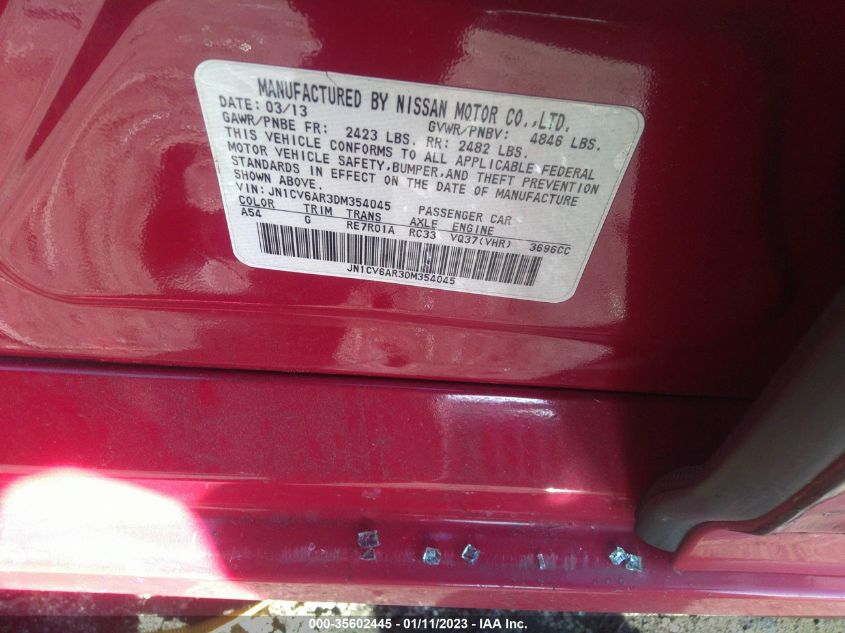 MANUFACTURED BY NISSAN MOTOR CO.,LTD.
DATE: 03/13 GVWR/PNBV: 4846 LBS.
GAWR/PNBE FR: 2423 LBS. RR: 2482 LBS.
THIS VEHICLE CONFORMS TO ALL APPLICABLE FEDERAL
MOTOR VEHICLE SAFETY,BUMPER,AND THEFT PREVENTION
STANDARDS IN EFFECT ON THE DATE OF MANUFACTURE
SHOWN ABOVE.
VIN: JN1CV6AR3DM354045 PASSENGER CAR
COLOR TRIM TRANS AXLE ENGINE
A54 G RE7R01A RC33 VQ37(VHR) 3696CC
JN1CV6AR3DM354045
000-35602445 - 01/11/2023 - IAA Inc.